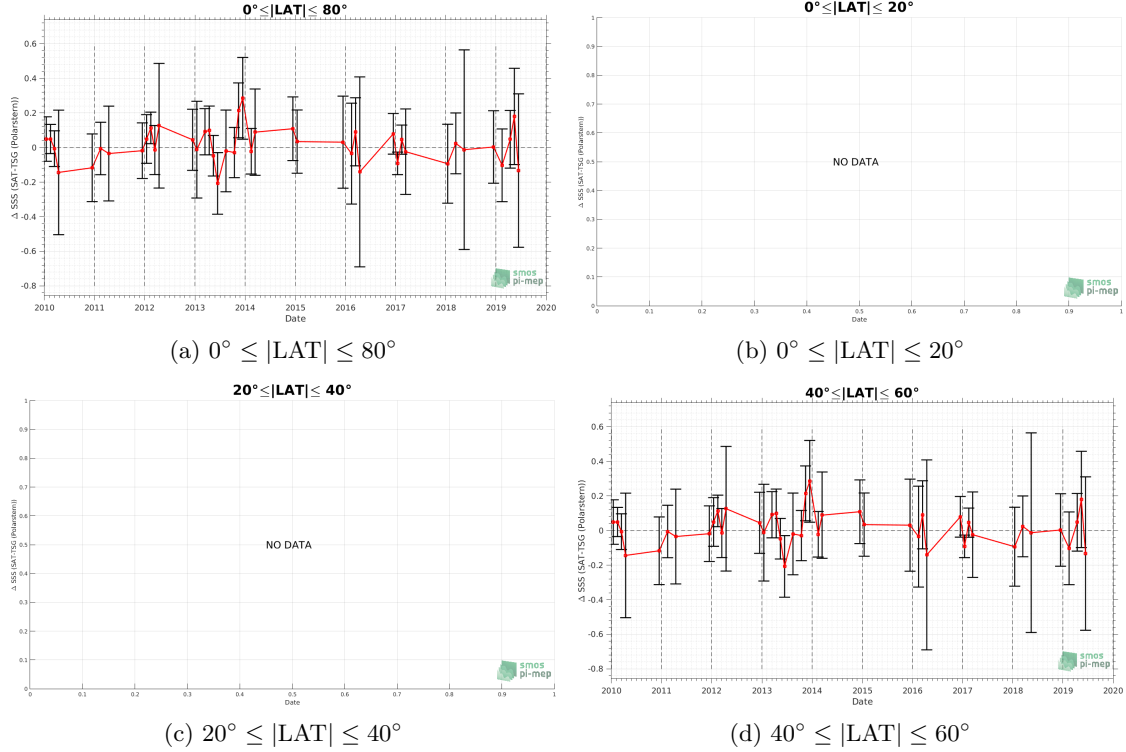 0°≤|LAT|≤ 80°
Δ SSS (SAT-TSG (Polarstern))
0.6
0.4
0.2
0
-0.2
-0.4
-0.6
-0.8
2010 2011 2012 2013 2014 2015 2016 2017 2018 2019 2020
Date
smos
pi-mep
(a) 0° ≤ |LAT| ≤ 80°
0°≤|LAT|≤ 20°
Δ SSS (SAT-TSG (Polarstern))
1
0.9
0.8
0.7
0.6
0.5
0.4
0.3
0.2
0.1
0
NO DATA
0 0.1 0.2 0.3 0.4 0.5 0.6 0.7 0.8 0.9 1
Date
smos
pi-mep
(b) 0° ≤ |LAT| ≤ 20°
20°≤|LAT|≤ 40°
Δ SSS (SAT-TSG (Polarstern))
1
0.9
0.8
0.7
0.6
0.5
0.4
0.3
0.2
0.1
0
NO DATA
0 0.1 0.2 0.3 0.4 0.5 0.6 0.7 0.8 0.9 1
Date
smos
pi-mep
(c) 20° ≤ |LAT| ≤ 40°
40°≤|LAT|≤ 60°
Δ SSS (SAT-TSG (Polarstern))
0.6
0.4
0.2
0
-0.2
-0.4
-0.6
-0.8
2010 2011 2012 2013 2014 2015 2016 2017 2018 2019 2020
Date
smos
pi-mep
(d) 40° ≤ |LAT| ≤ 60°